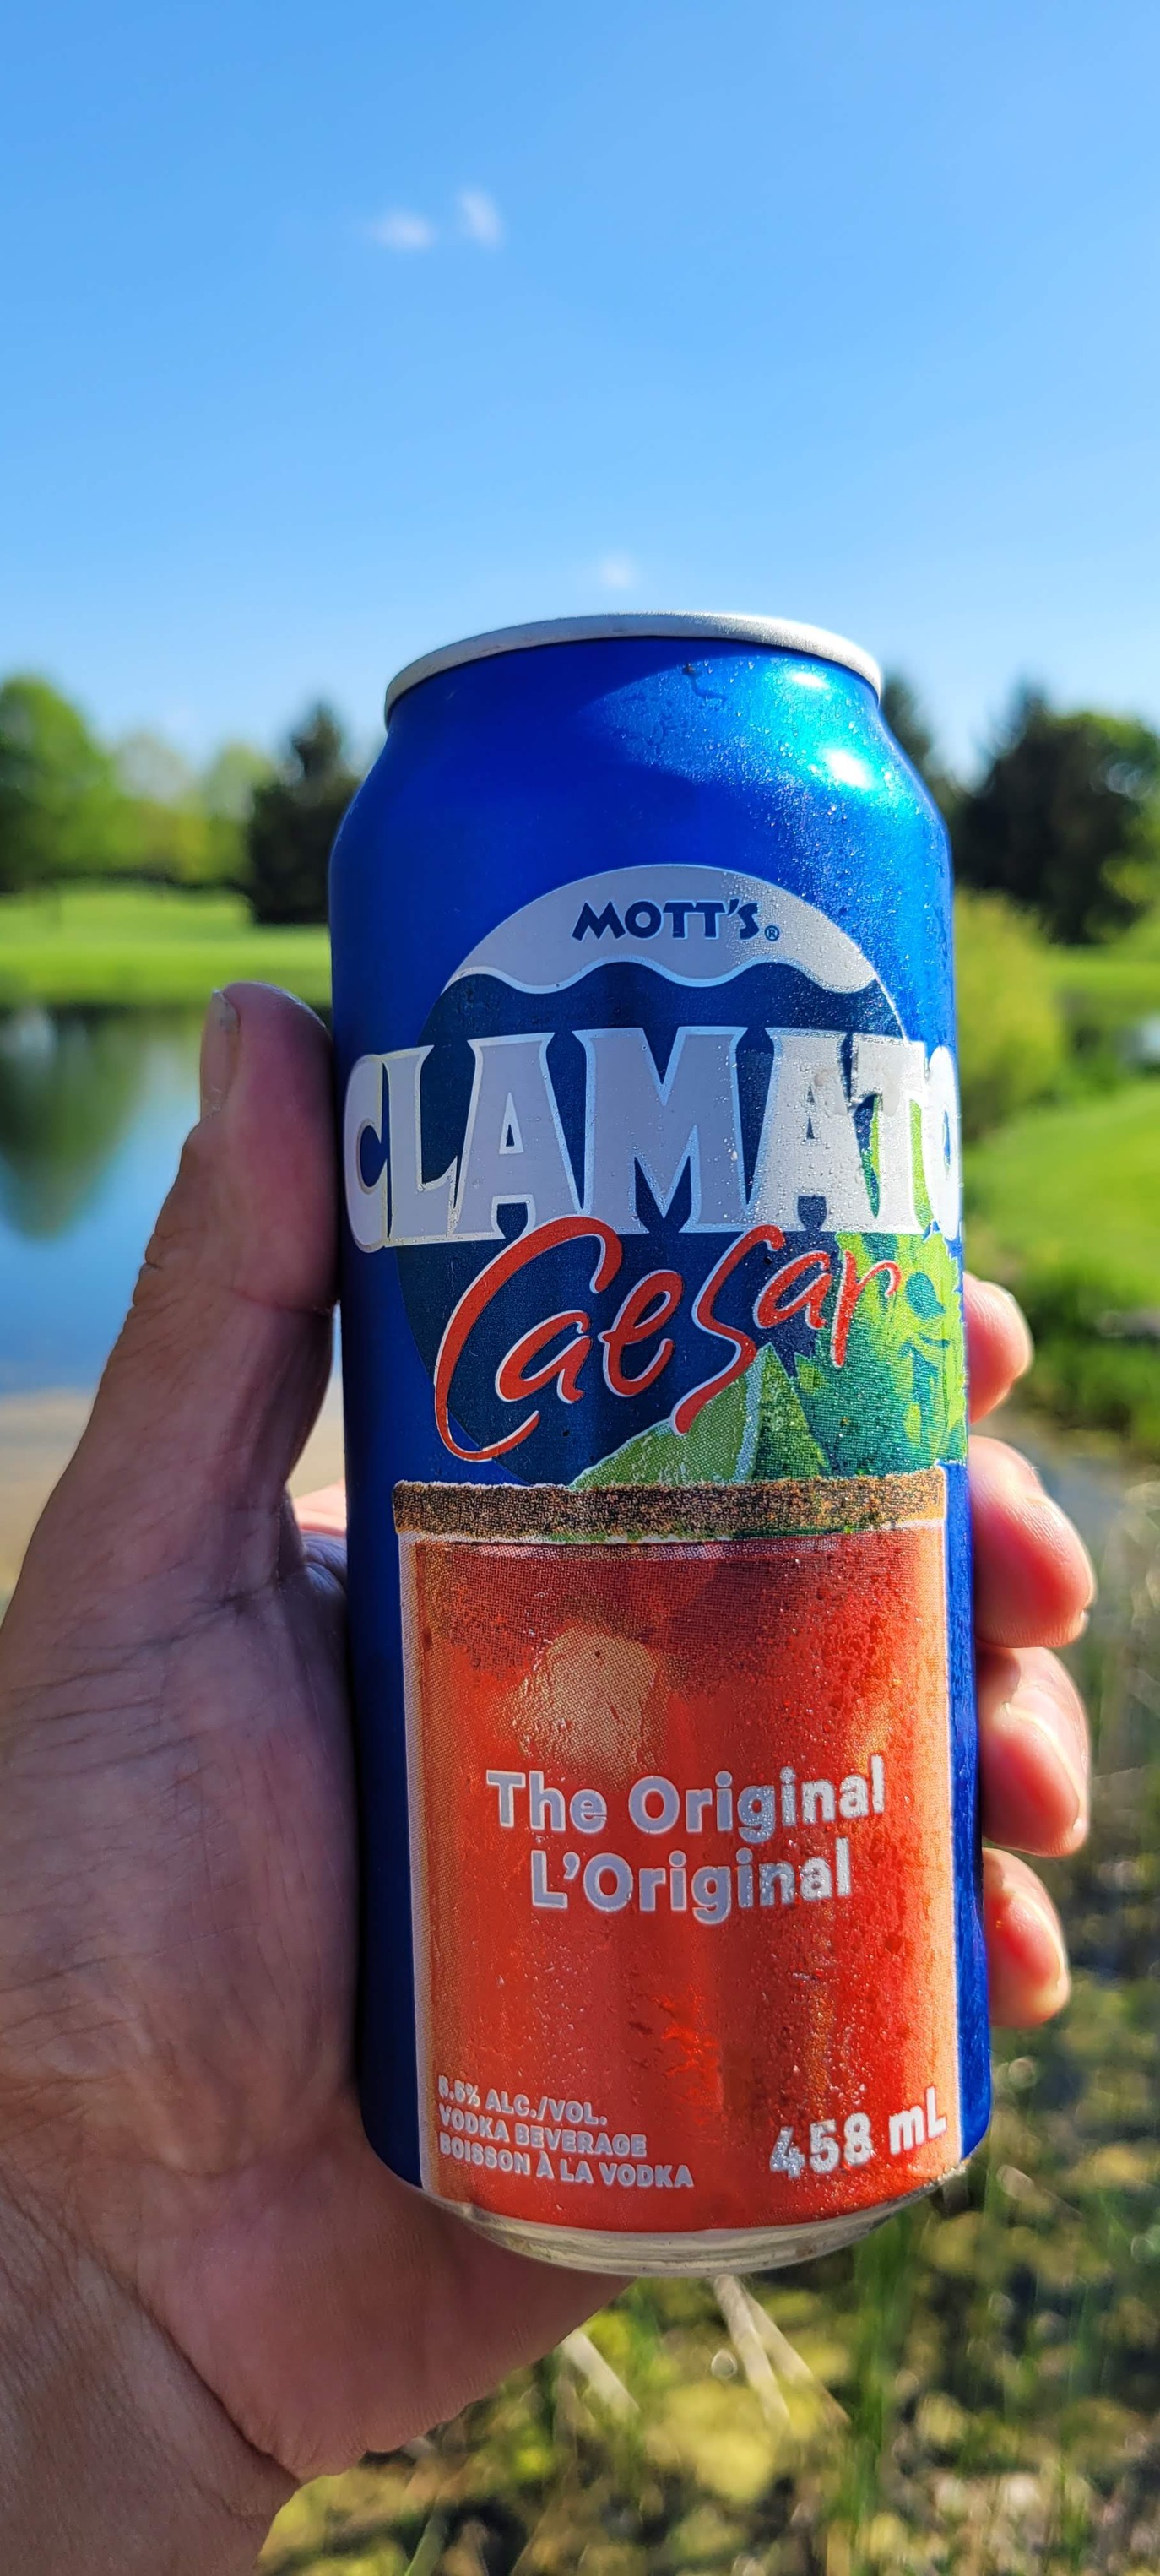 MOTT'S®
CLAMATO
Caesar
The Original
L'Original
5.5% ALC./VOL.
VODKA BEVERAGE
BOISSON À LA VODKA
458 mL